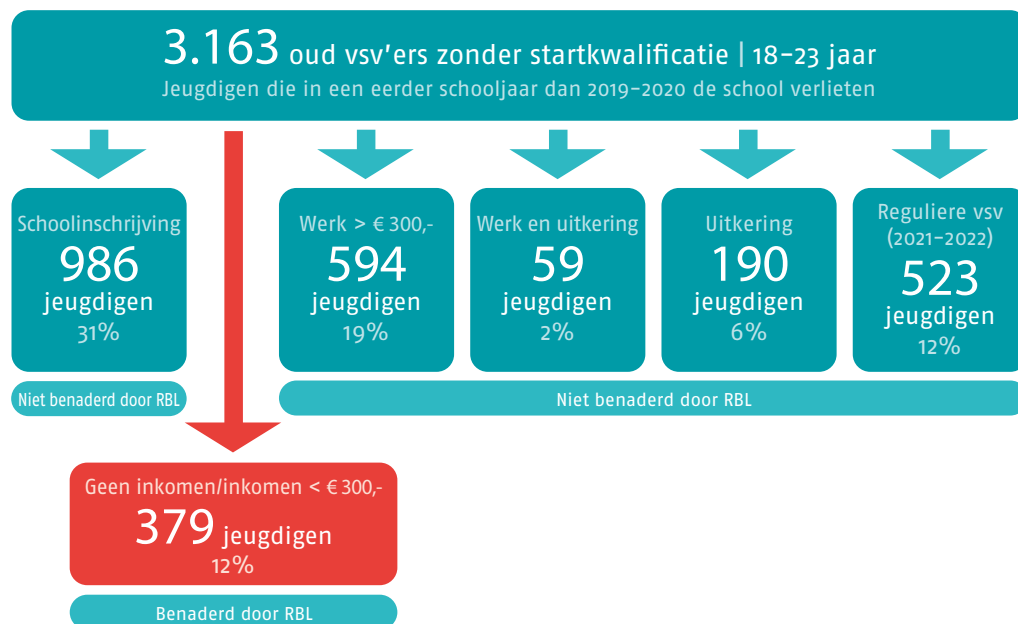 3.163 oud vsv'ers zonder startkwalificatie | 18-23 jaar
Jeugdigen die in een eerder schooljaar dan 2019-2020 de school verlieten
Schoolinschrijving
986
jeugdigen
31%
Niet benaderd door RBL
Werk > € 300,-
594
jeugdigen
19%
Werk en uitkering
59
jeugdigen
2%
Uitkering
190
jeugdigen
6%
Reguliere vsv
(2021-2022)
523
jeugdigen
12%
Niet benaderd door RBL
Geen inkomen/inkomen < € 300,-
379 jeugdigen
12%
Benaderd door RBL